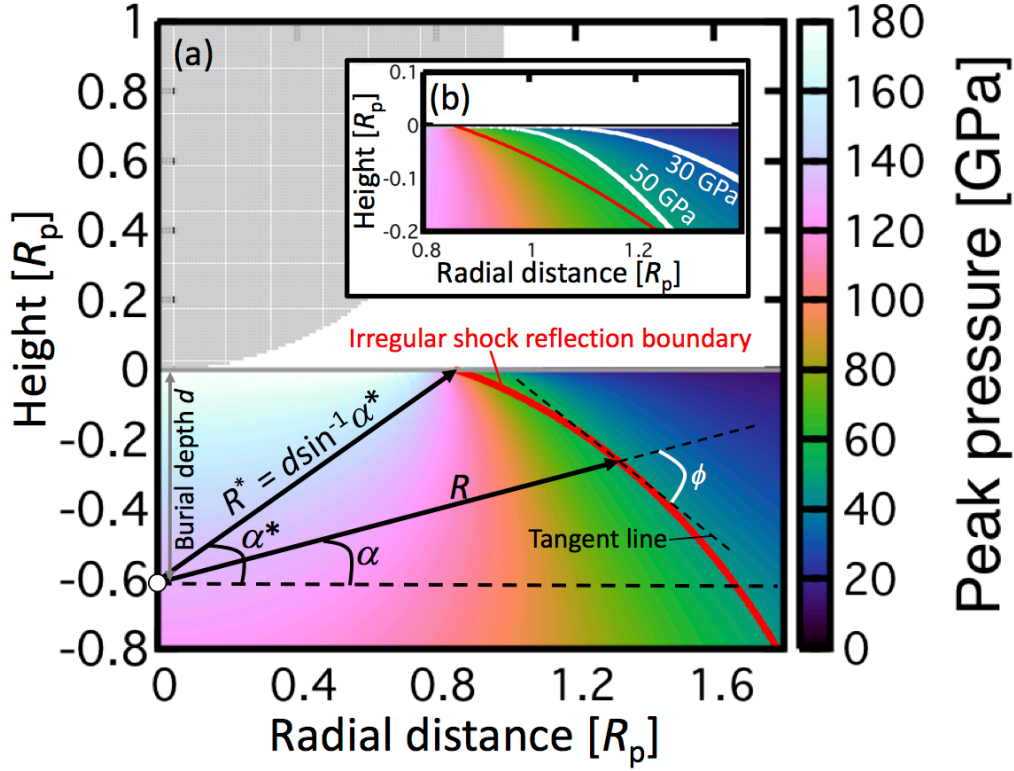 (a)
1
0.8
0.6
0.4
0.2
0
-0.2
-0.4
-0.6
-0.8
Height [Rp]
0
0.4
0.8
1.2
1.6
Radial distance [Rp]
(b)
0.1
0
-0.1
-0.2
Height [Rp]
0.8
1
1.2
Radial distance [Rp]
30 GPa
50 GPa
Irregular shock reflection boundary
Burial depth d
R* = dsin⁻¹α*
α*
R
α
ϕ
Tangent line
180
160
140
120
100
80
60
40
20
0
Peak pressure [GPa]